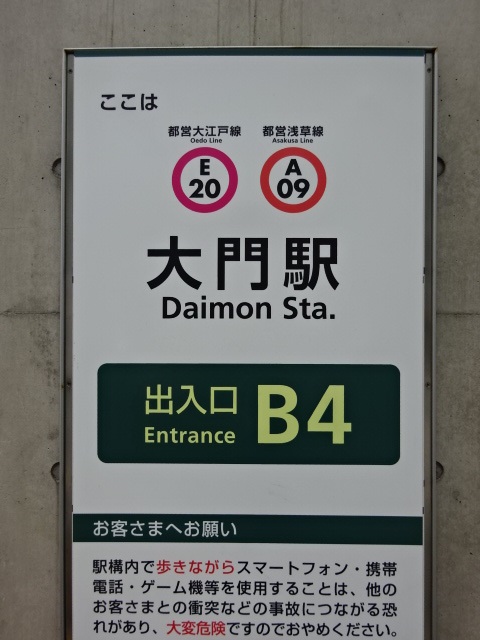 ここは
都営大江戸線 都営浅草線
Oedo Line Asakusa Line
E A
20 09
大門駅
Daimon Sta.
出入口 B4
Entrance
お客さまへお願い
駅構内で歩きながらスマートフォン・携帯
電話・ゲーム機等を使用することは、他の
お客さまとの衝突などの事故につながる恐
れがあり、大変危険ですのでおやめください。